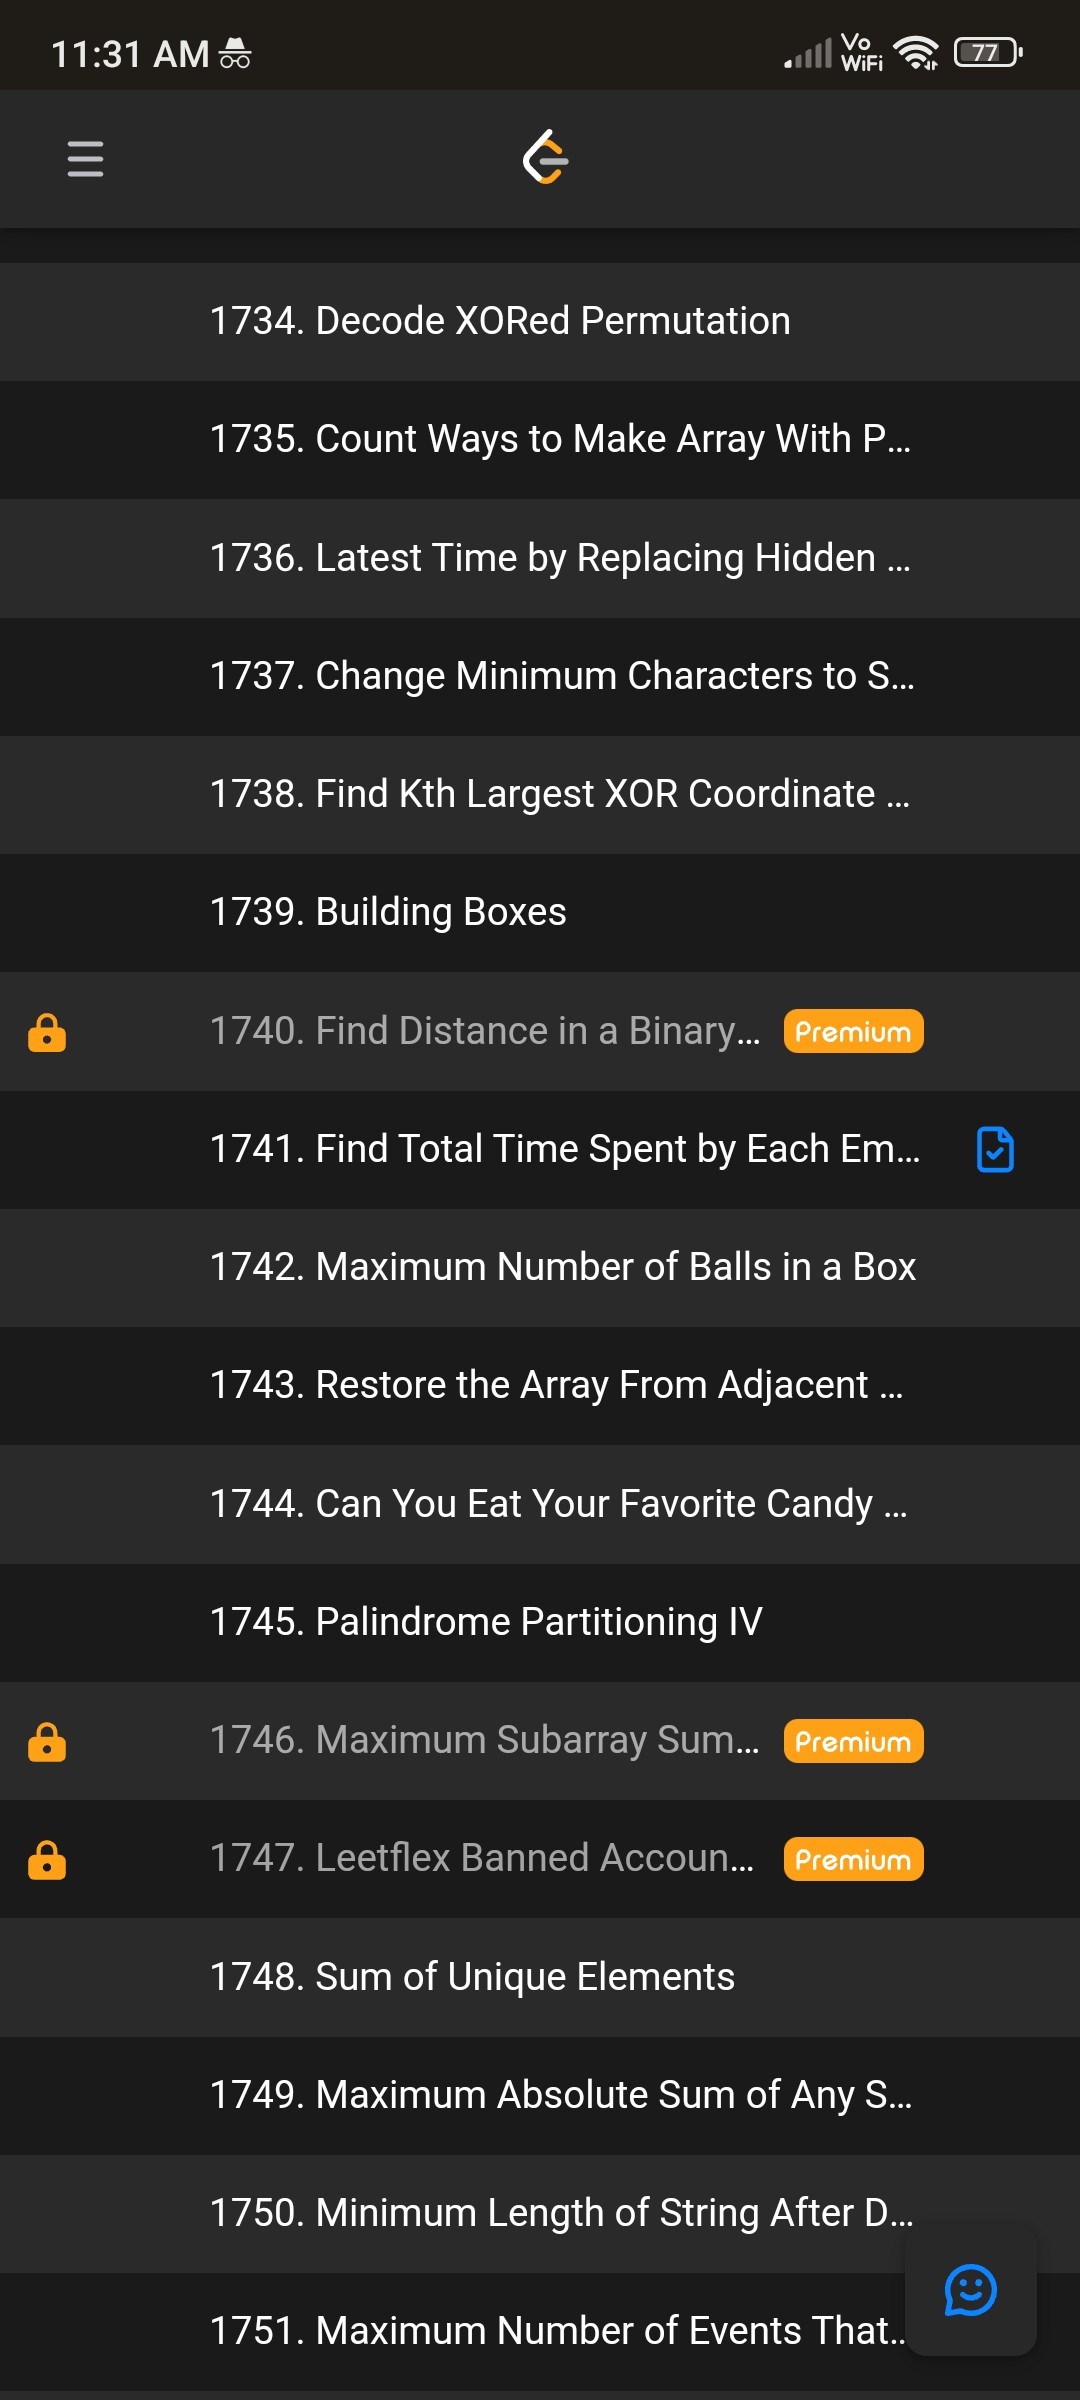 11:31 AM Vo WiFi 77
1734. Decode XORed Permutation
1735. Count Ways to Make Array With P...
1736. Latest Time by Replacing Hidden ...
1737. Change Minimum Characters to S...
1738. Find Kth Largest XOR Coordinate ...
1739. Building Boxes
1740. Find Distance in a Binary... Premium
1741. Find Total Time Spent by Each Em...
1742. Maximum Number of Balls in a Box
1743. Restore the Array From Adjacent ...
1744. Can You Eat Your Favorite Candy ...
1745. Palindrome Partitioning IV
1746. Maximum Subarray Sum... Premium
1747. Leetflex Banned Accoun... Premium
1748. Sum of Unique Elements
1749. Maximum Absolute Sum of Any S...
1750. Minimum Length of String After D...
1751. Maximum Number of Events That...